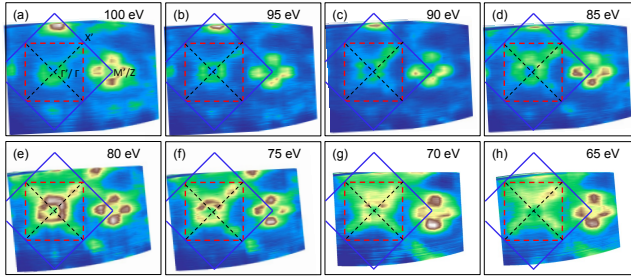 (a) 100 eV
(b) 95 eV
(c) 90 eV
(d) 85 eV
X'
Γ'/Γ M'/Z
(e) 80 eV
(f) 75 eV
(g) 70 eV
(h) 65 eV